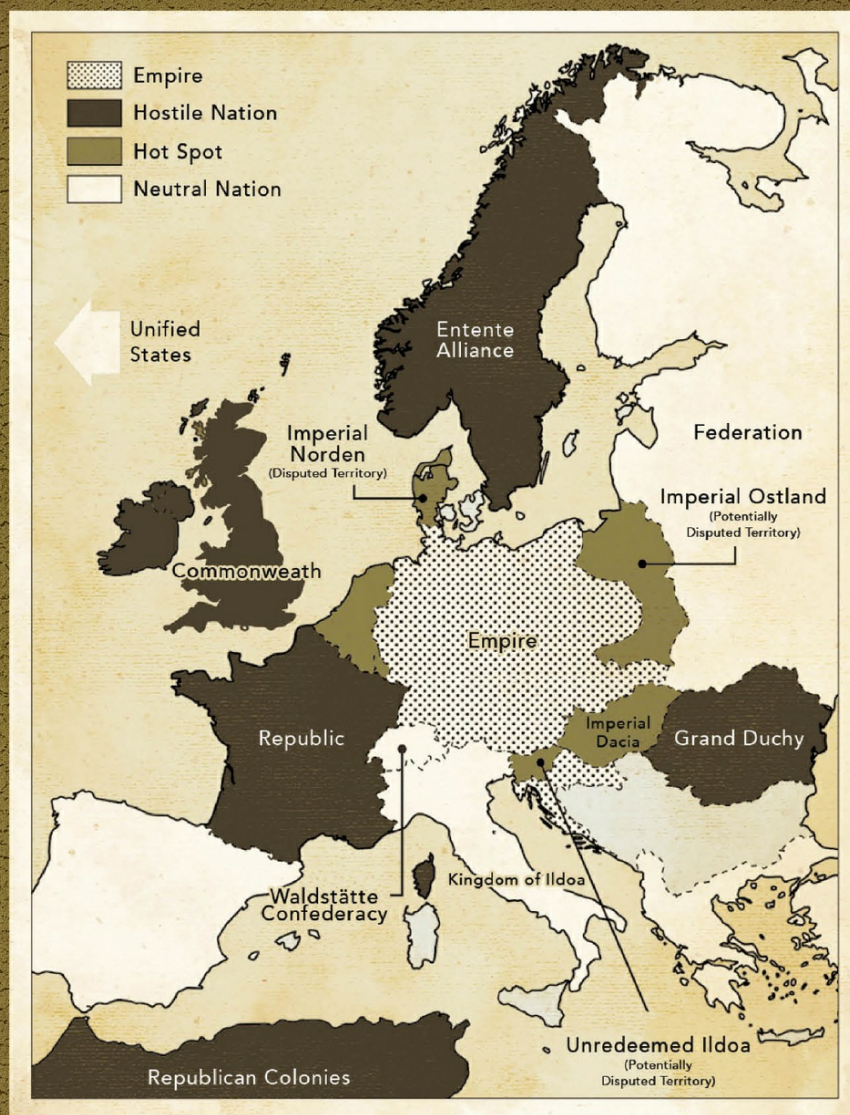 Empire
Hostile Nation
Hot Spot
Neutral Nation
Unified
States
Entente
Alliance
Imperial
Norden
(Disputed Territory)
Federation
Imperial Ostland
(Potentially
Disputed Territory)
Commonweath
Empire
Republic
Imperial
Dacia
Grand Duchy
Waldstätte
Confederacy
Kingdom of Ildoa
Unredeemed Ildoa
(Potentially
Disputed Territory)
Republican Colonies